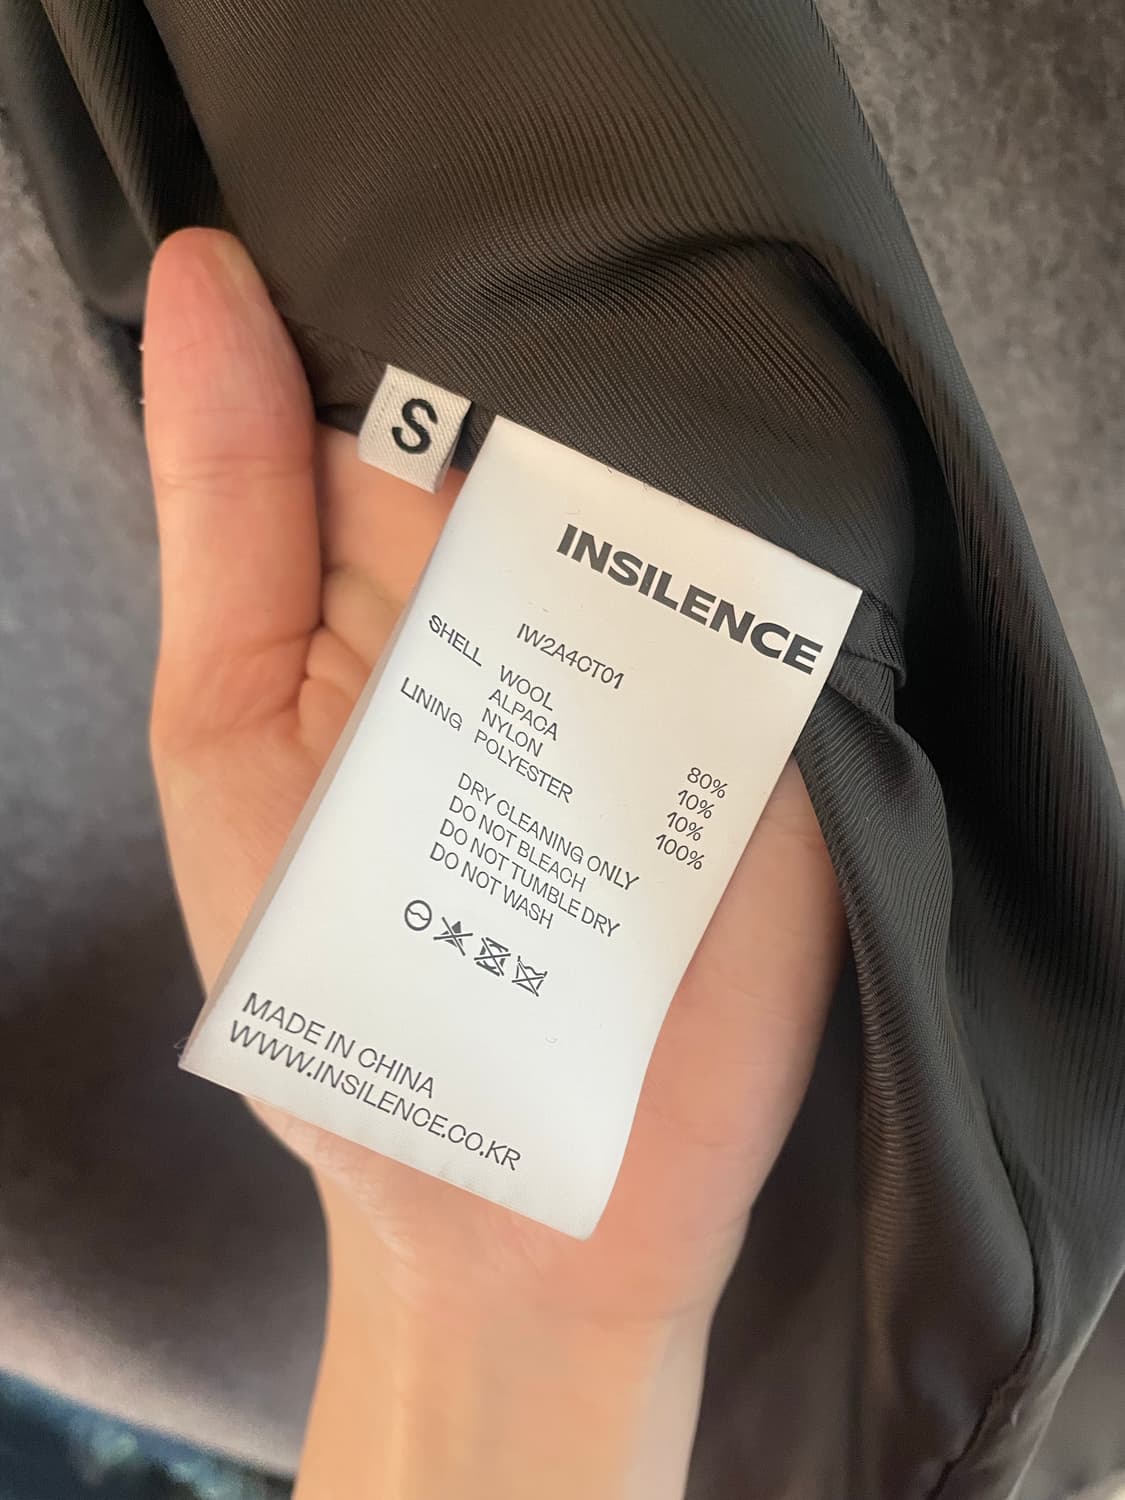 S
INSILENCE
IW2A4CT01
SHELL WOOL 80%
ALPACA 10%
NYLON 10%
LINING POLYESTER 100%
DRY CLEANING ONLY
DO NOT BLEACH
DO NOT TUMBLE DRY
DO NOT WASH
MADE IN CHINA
WWW.INSILENCE.CO.KR